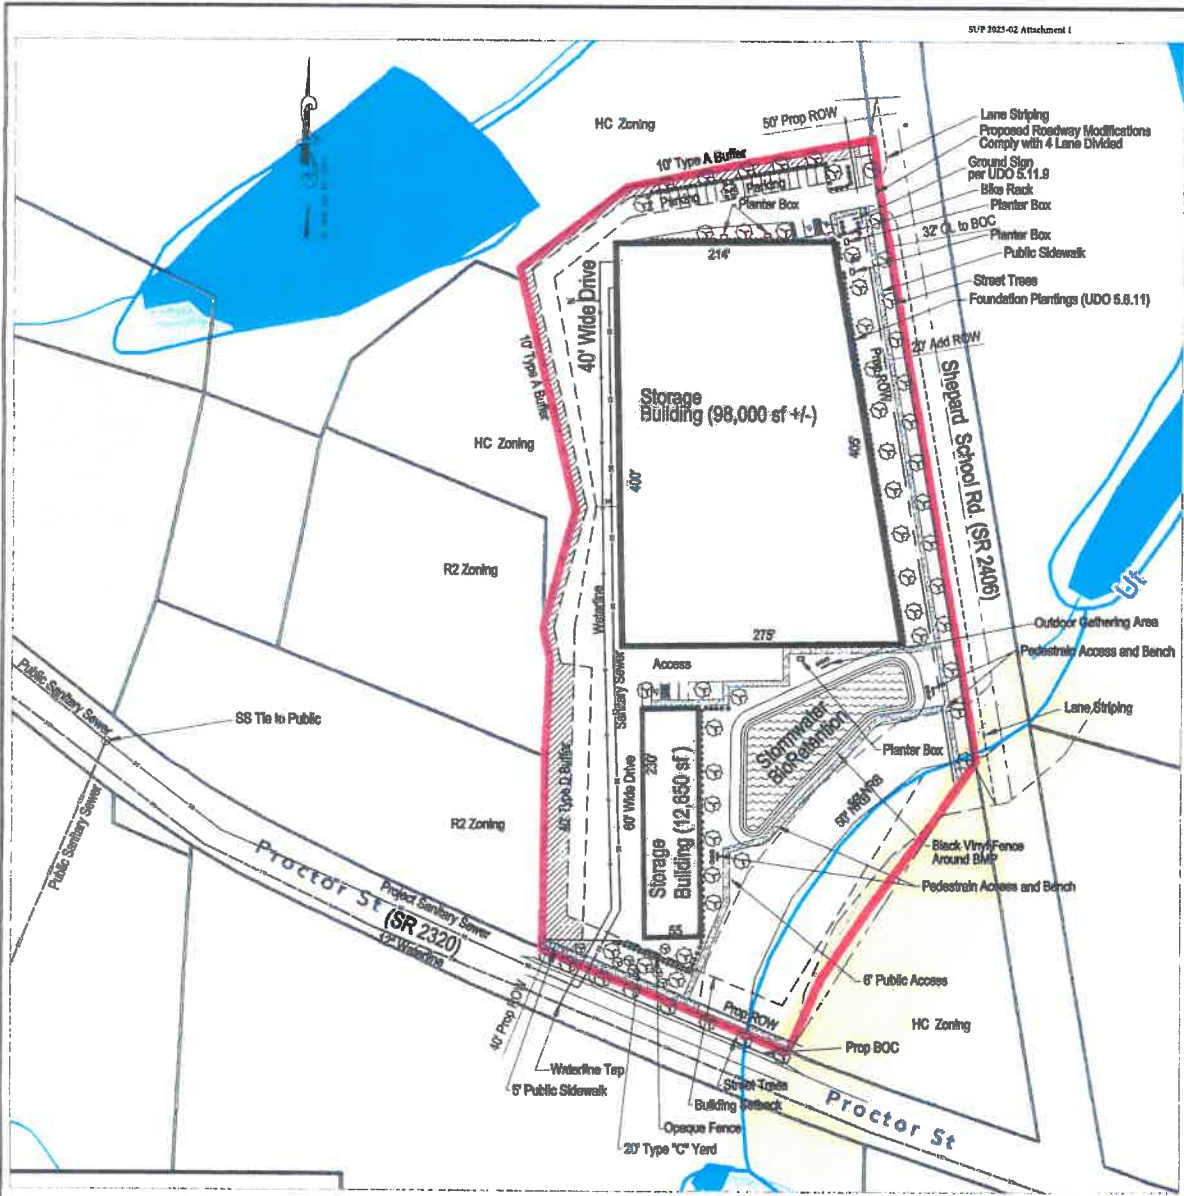 SUP 2025-02 Attachment 1
HC Zoning
50' Prop ROW
Lane Striping
Proposed Roadway Modifications
Comply with 4 Lane Divided
Ground Sign
per UDO 5.11.9
Bike Rack
Planter Box
32' CL to BOC
Planter Box
Public Sidewalk
Street Trees
Foundation Plantings (UDO 5.8.11)
10' Type A Buffer
Parking
Parking
Planter Box
214'
40' Wide Drive
20' Add ROW
Prop ROW
Shepard School Rd. (SR 2406)
10' Type A Buffer
Storage
Building (98,000 sf +/-)
HC Zoning
400'
405'
R2 Zoning
Waterline
275'
Ut
Outdoor Gathering Area
Pedestrain Access and Bench
Access
Sanitary Sewer
Lane Striping
Public Sanitary Sewer
SS Tie to Public
Stormwater
BioRetention
Planter Box
230'
60' Wide Drive
Storage
Building (12,650 sf)
Type D Buffer
50' NRB
R2 Zoning
Public Sanitary Sewer
Black Vinyl Fence
Around BMP
Pedestrain Access and Bench
Proctor St
(SR 2320)
Project Sanitary Sewer
12" Waterline
55
6' Public Access
Prop ROW
HC Zoning
40' Prop ROW
Prop BOC
Waterline Tap
5' Public Sidewalk
Street Trees
Building Setback
Opaque Fence
20' Type "C" Yerd
Proctor St